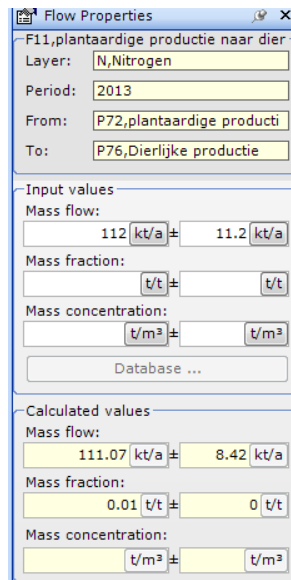 Flow Properties
F11,plantaardige productie naar dier
Layer: N,Nitrogen
Period: 2013
From: P72,plantaardige producti
To: P76,Dierlijke productie
Input values
Mass flow:
112 kt/a ± 11.2 kt/a
Mass fraction:
t/t ± t/t
Mass concentration:
t/m³ ± t/m³
Database ...
Calculated values
Mass flow:
111.07 kt/a ± 8.42 kt/a
Mass fraction:
0.01 t/t ± 0 t/t
Mass concentration:
t/m³ ± t/m³